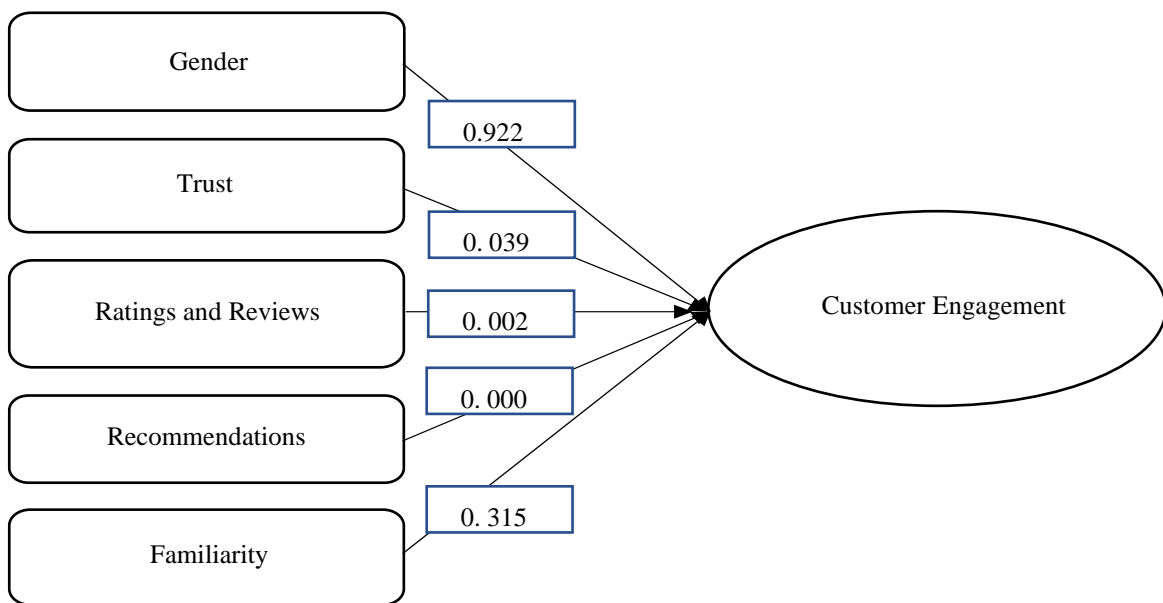 Gender
0.922
Trust
0. 039
Ratings and Reviews
0. 002
Customer Engagement
0. 000
Recommendations
0. 315
Familiarity